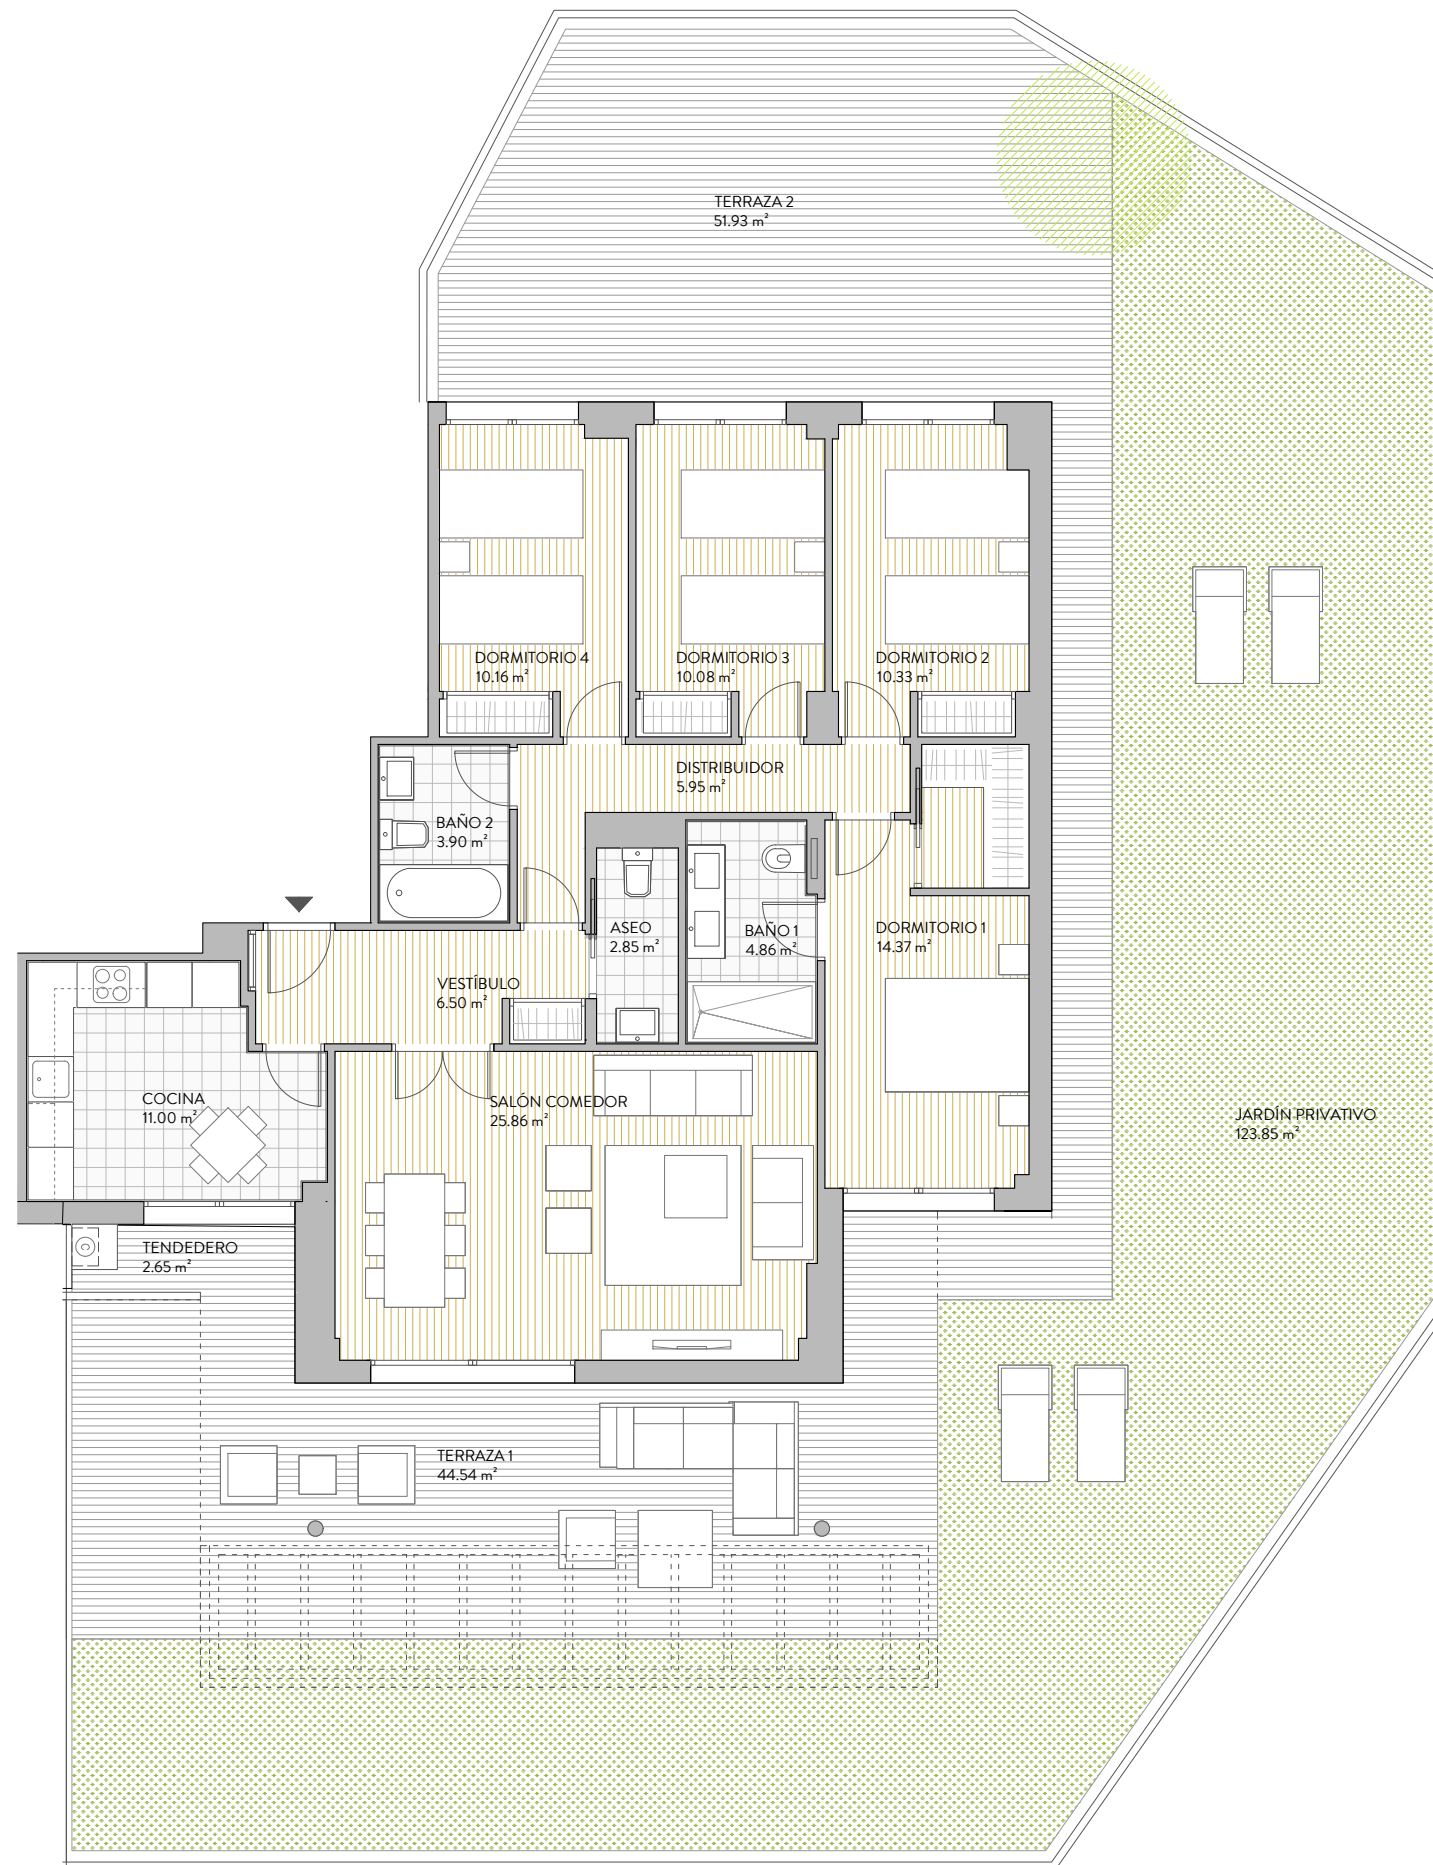 TERRAZA 2
51.93 m²
DORMITORIO 4
10.16 m²
DORMITORIO 3
10.08 m²
DORMITORIO 2
10.33 m²
DISTRIBUIDOR
5.95 m²
BAÑO 2
3.90 m²
ASEO
2.85 m²
BAÑO 1
4.86 m²
DORMITORIO 1
14.37 m²
VESTÍBULO
6.50 m²
COCINA
11.00 m²
SALÓN COMEDOR
25.86 m²
JARDÍN PRIVATIVO
123.85 m²
TENDEDERO
2.65 m²
C
TERRAZA 1
44.54 m²